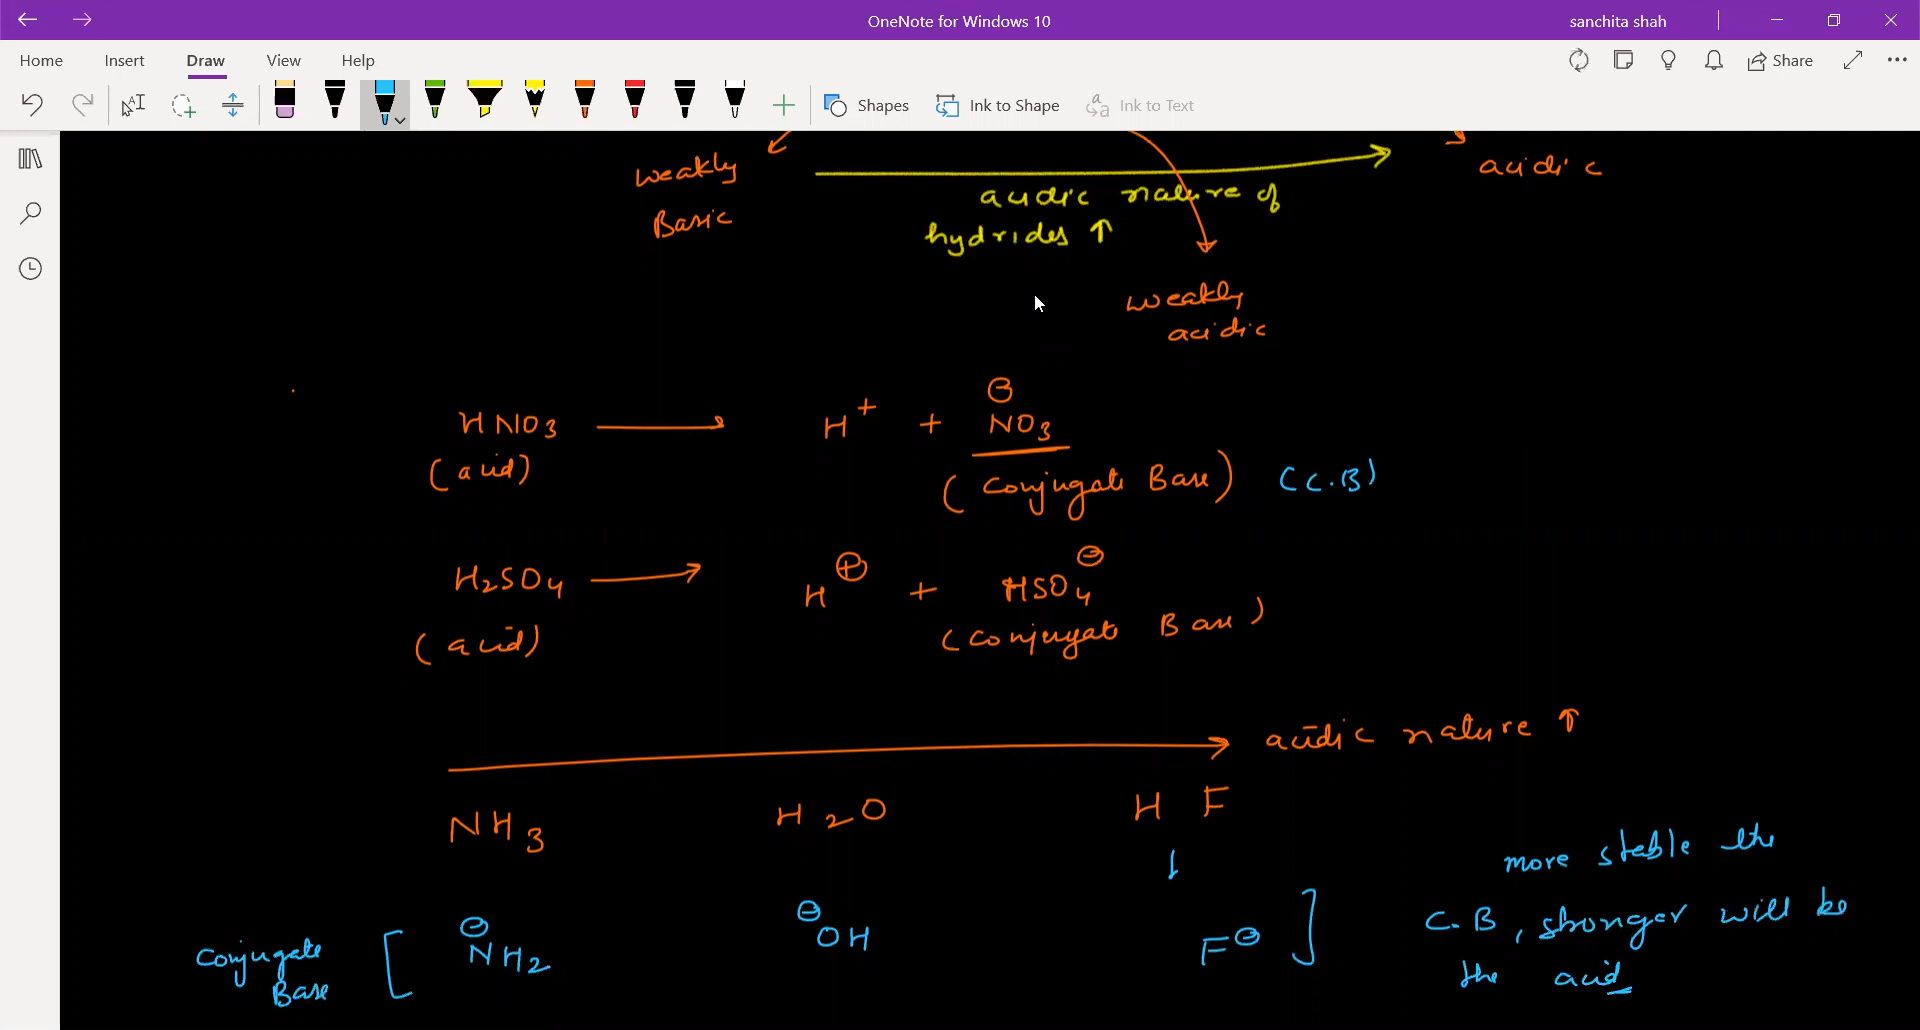 OneNote for Windows 10
sanchita shah
Home Insert Draw View Help
Share
Shapes Ink to Shape Ink to Text
weakly
Basic
acidic nature of
hydrides ↑
acidic
weakly
acidic
HNO3 → H+ + NO3⊖
(acid) (Conjugate Base) (C.B)
H2SO4 → H⊕ + HSO4⊖
(acid) (Conjugate Base)
acidic nature ↑
NH3 H2O HF
more stable the
C.B, stronger will be
the acid
Conjugate
Base
[ ⊖NH2 ⊖OH F⊖ ]